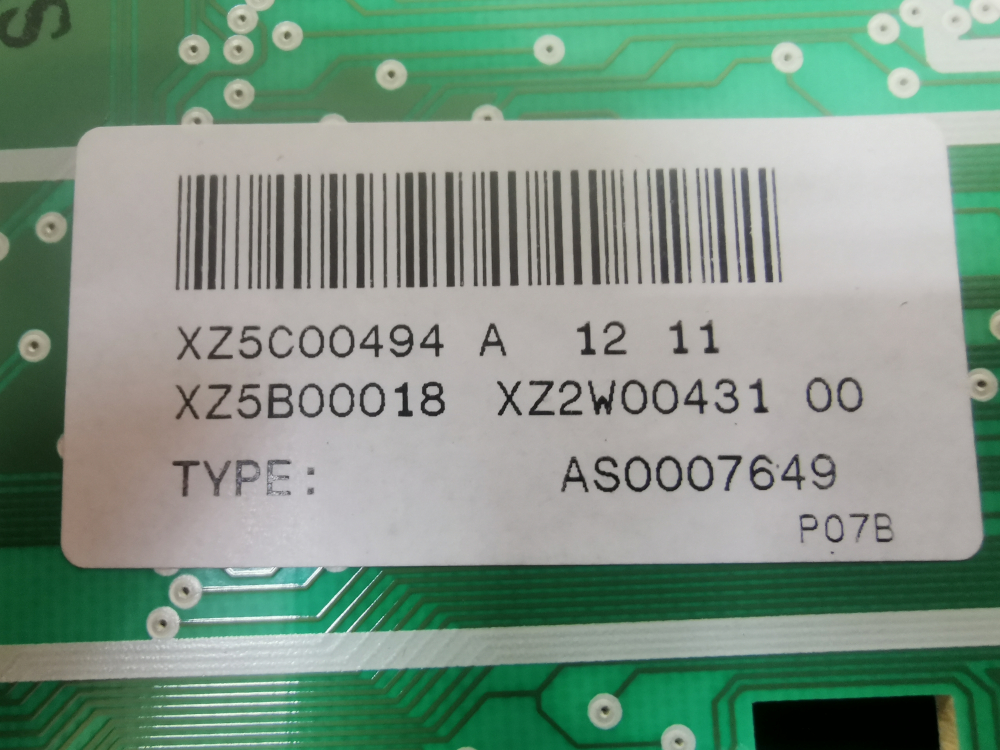 XZ5C00494 A 12 11
XZ5B00018 XZ2W00431 00
TYPE: AS0007649
P07B